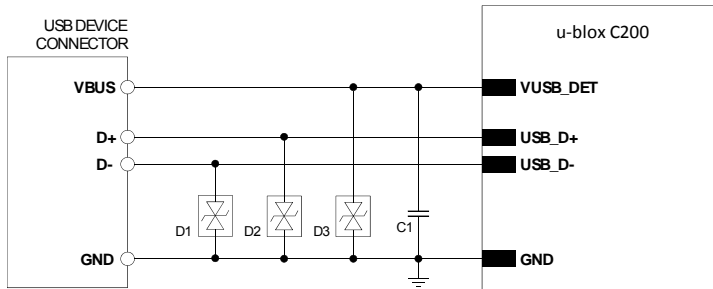 USB DEVICE
CONNECTOR
u-blox C200
VBUS
VUSB_DET
D+
USB_D+
D-
USB_D-
D1
D2
D3
C1
GND
GND